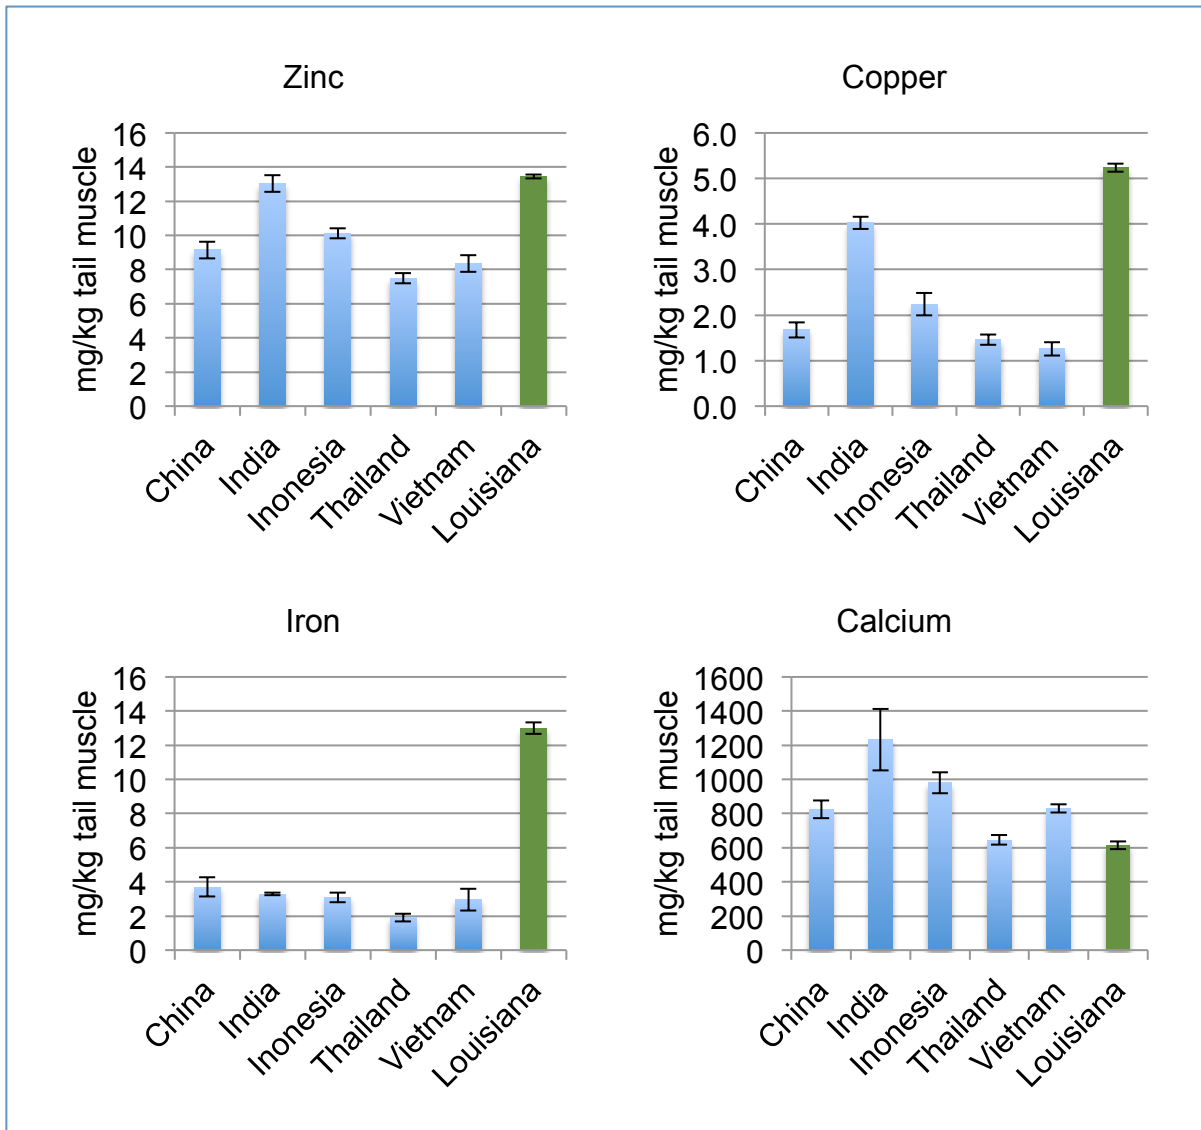 Zinc
mg/kg tail muscle
16
14
12
10
8
6
4
2
0
China
India
Inonesia
Thailand
Vietnam
Louisiana
Copper
mg/kg tail muscle
6.0
5.0
4.0
3.0
2.0
1.0
0.0
China
India
Inonesia
Thailand
Vietnam
Louisiana
Iron
mg/kg tail muscle
16
14
12
10
8
6
4
2
0
China
India
Inonesia
Thailand
Vietnam
Louisiana
Calcium
mg/kg tail muscle
1600
1400
1200
1000
800
600
400
200
0
China
India
Inonesia
Thailand
Vietnam
Louisiana